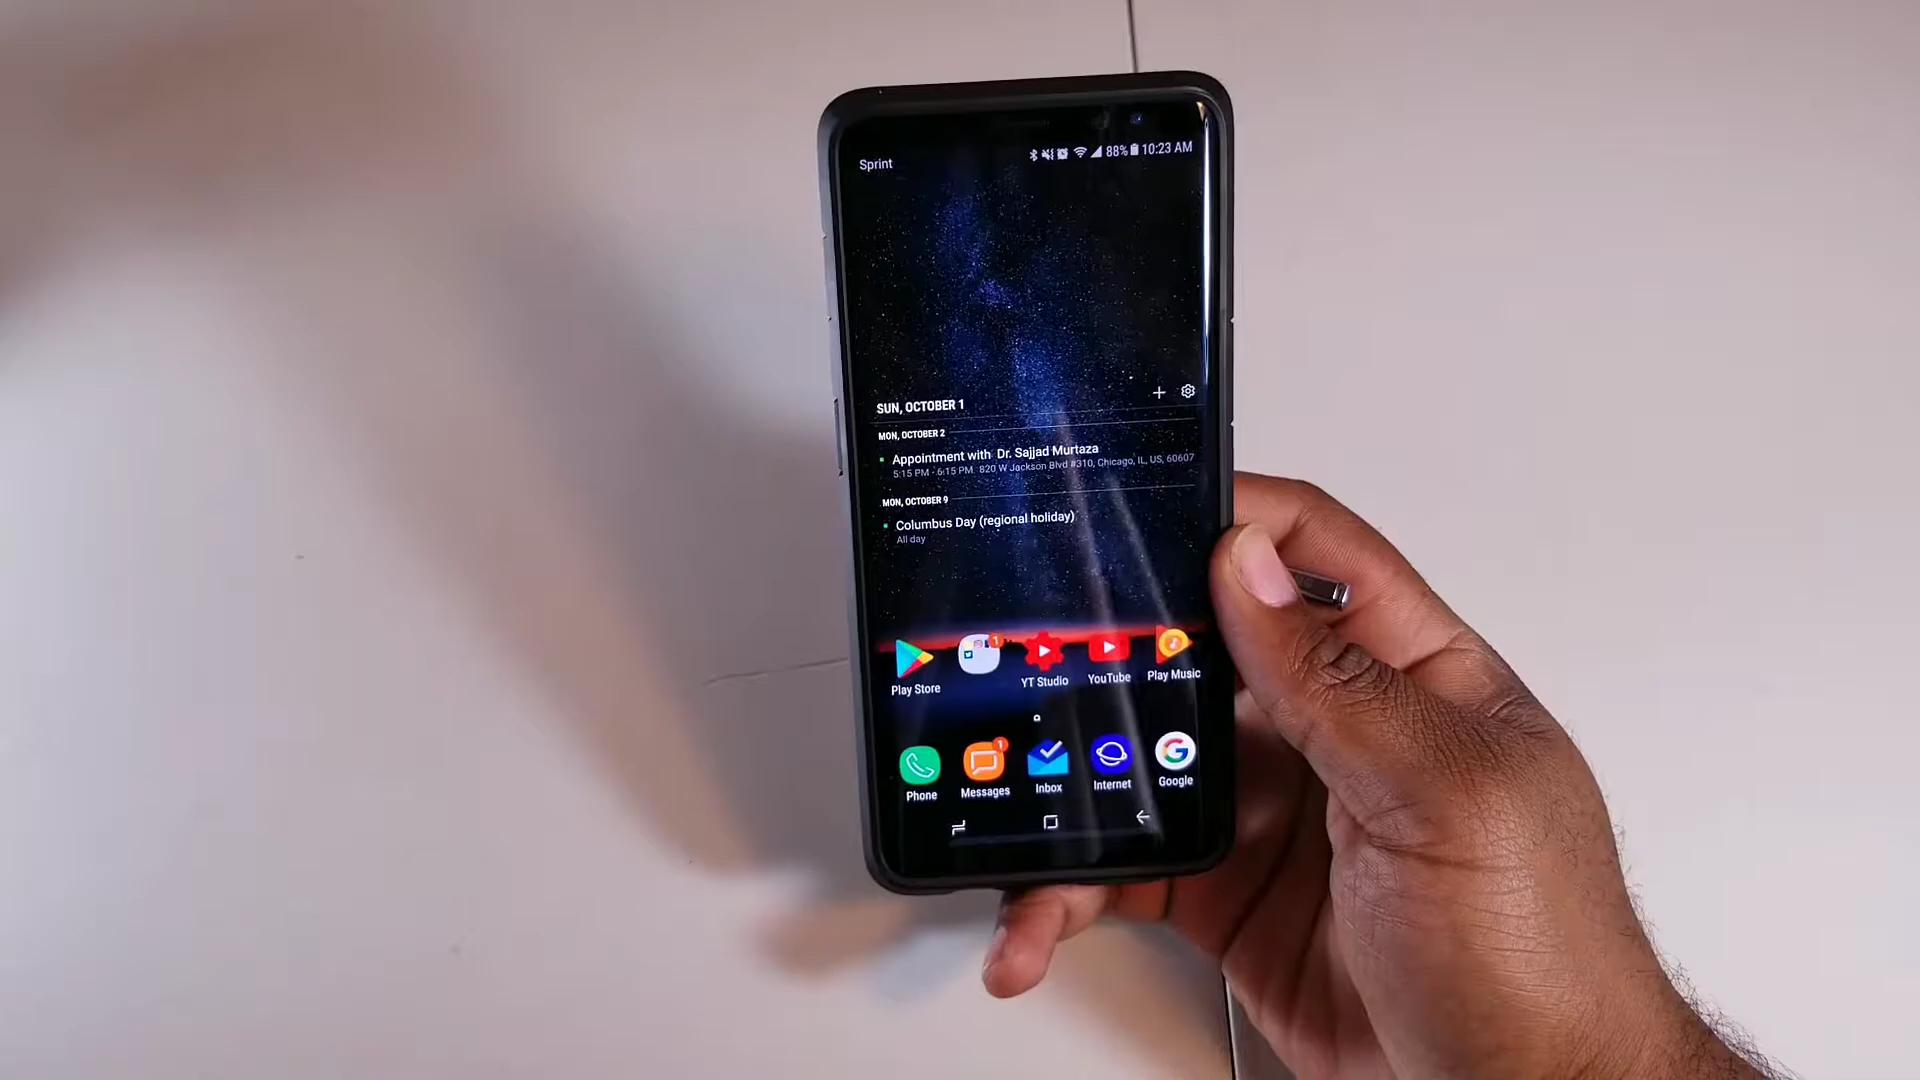 Sprint
88% 10:23 AM
SUN, OCTOBER 1
MON, OCTOBER 2
Appointment with Dr. Sajjad Murtaza
5:15 PM - 6:15 PM 820 W Jackson Blvd #310, Chicago, IL, US, 60607
MON, OCTOBER 9
Columbus Day (regional holiday)
All day
1
Play Store
YT Studio
YouTube
Play Music
1
Phone
Messages
Inbox
Internet
Google